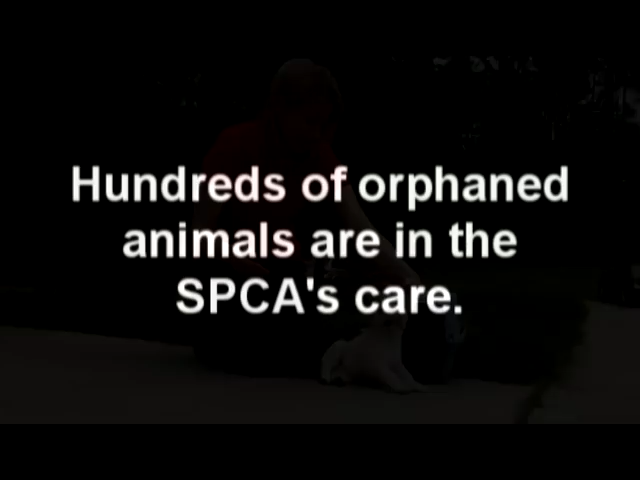 Hundreds of orphaned
animals are in the
SPCA's care.